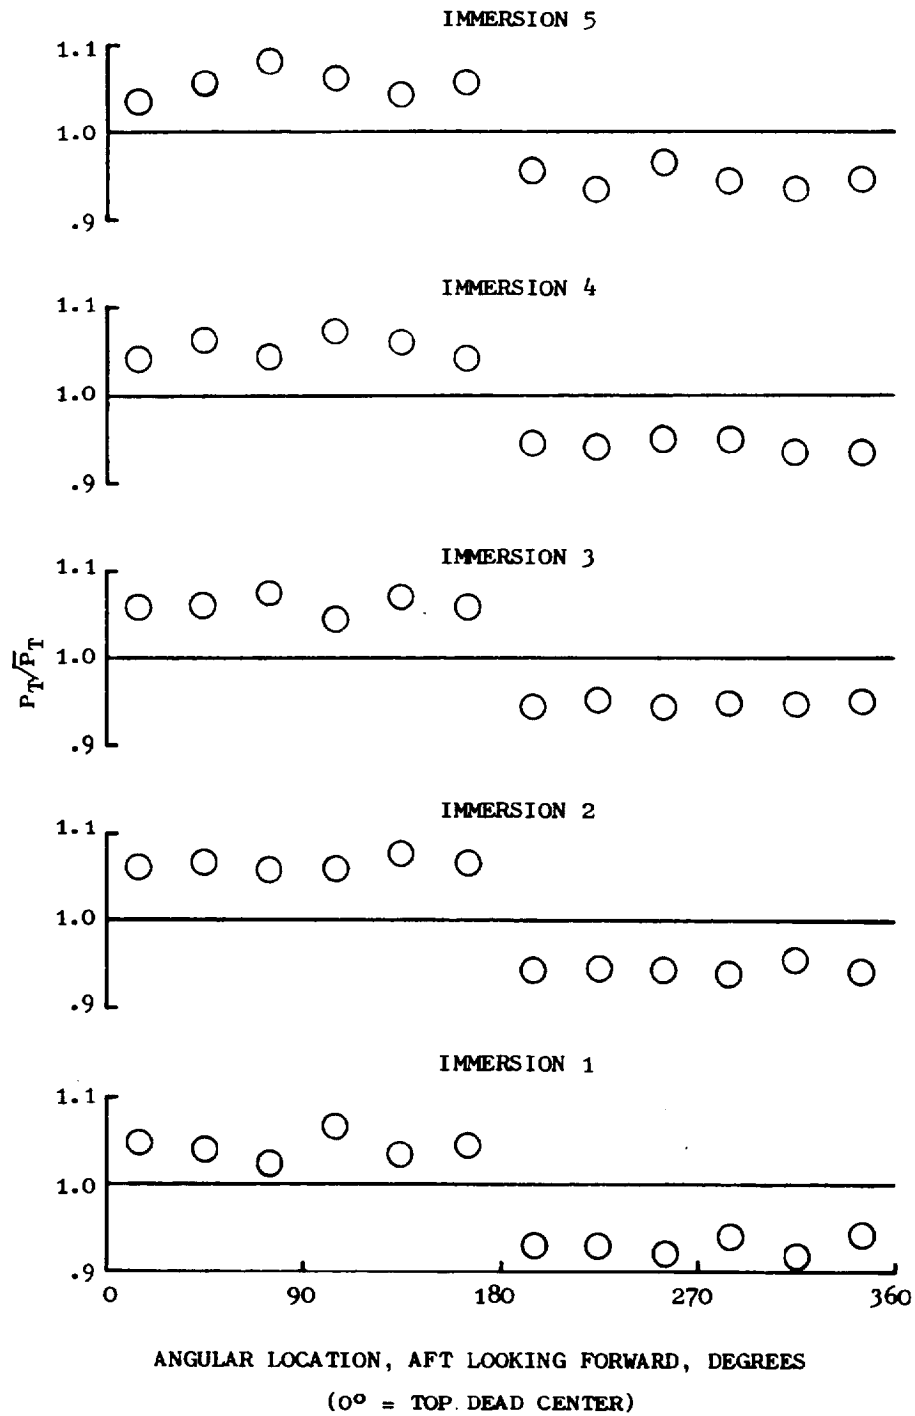 IMMERSION 5
1.1
1.0
.9
IMMERSION 4
1.1
1.0
.9
IMMERSION 3
1.1
1.0
.9
P_T/P̅_T
IMMERSION 2
1.1
1.0
.9
IMMERSION 1
1.1
1.0
.9
0 90 180 270 360
ANGULAR LOCATION, AFT LOOKING FORWARD, DEGREES
(0° = TOP DEAD CENTER)